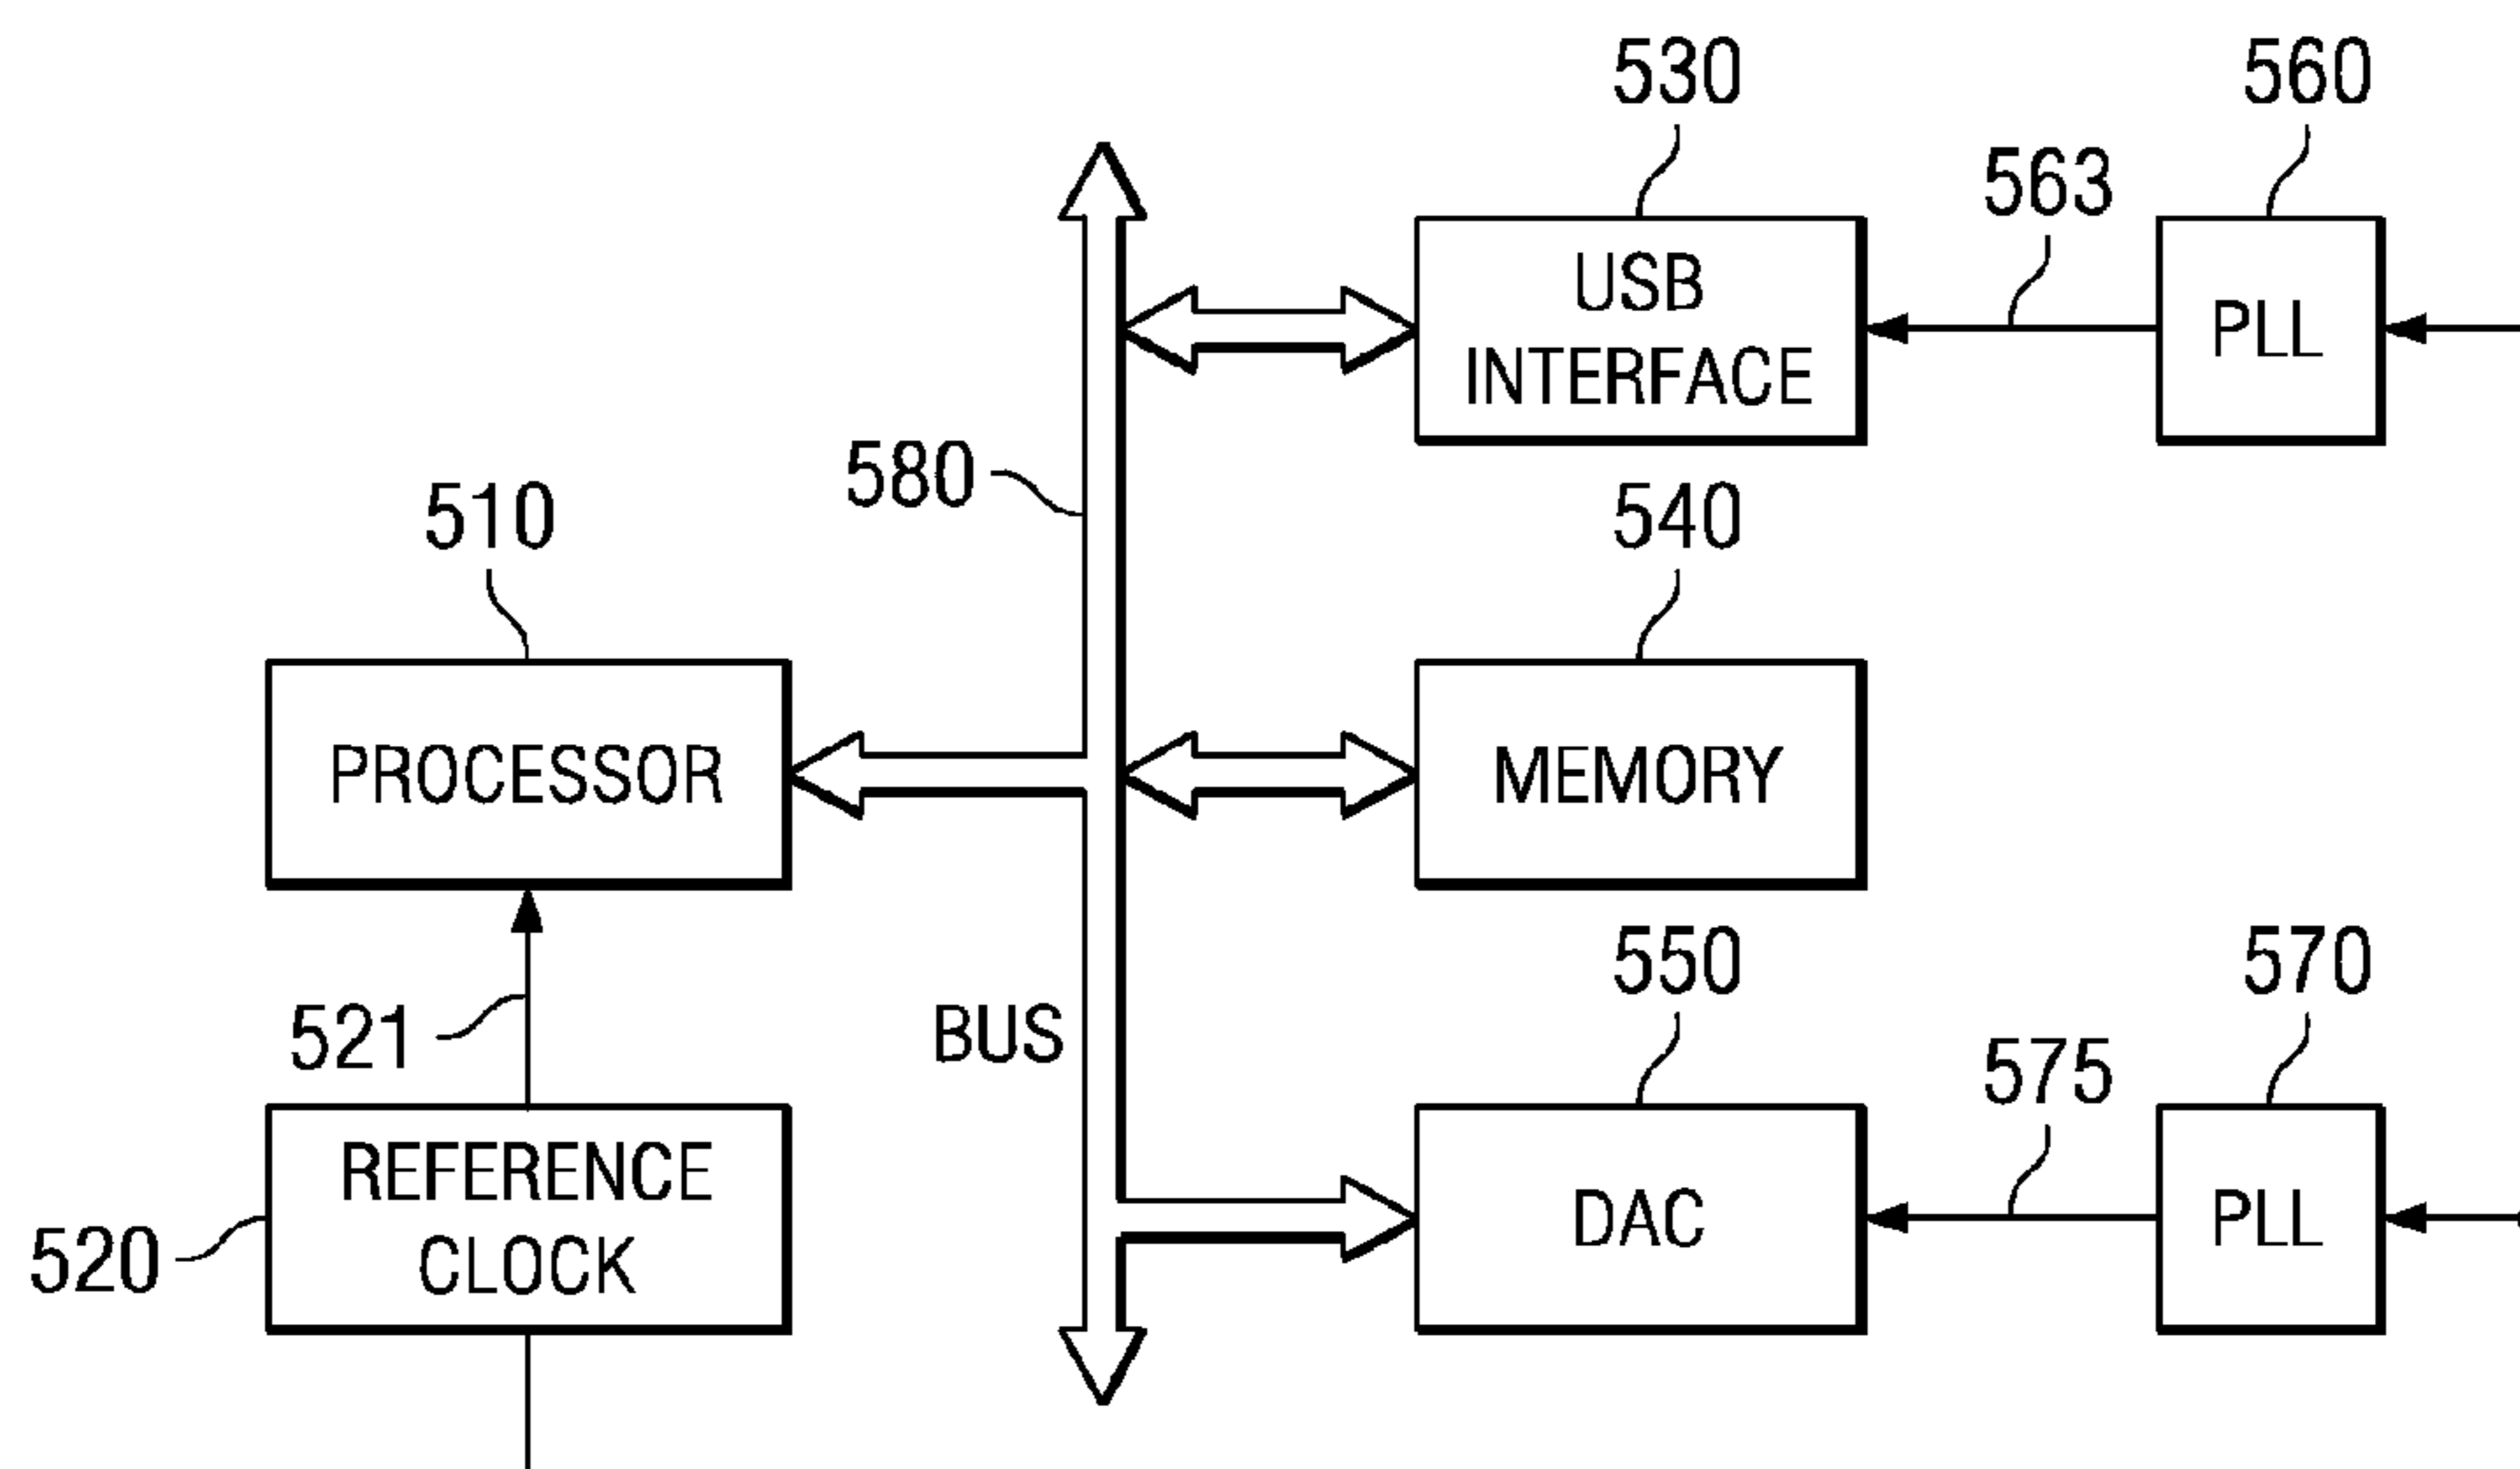 530
560
563
USB
INTERFACE
PLL
580
510
540
PROCESSOR
MEMORY
550
570
521
BUS
575
REFERENCE
CLOCK
DAC
PLL
520